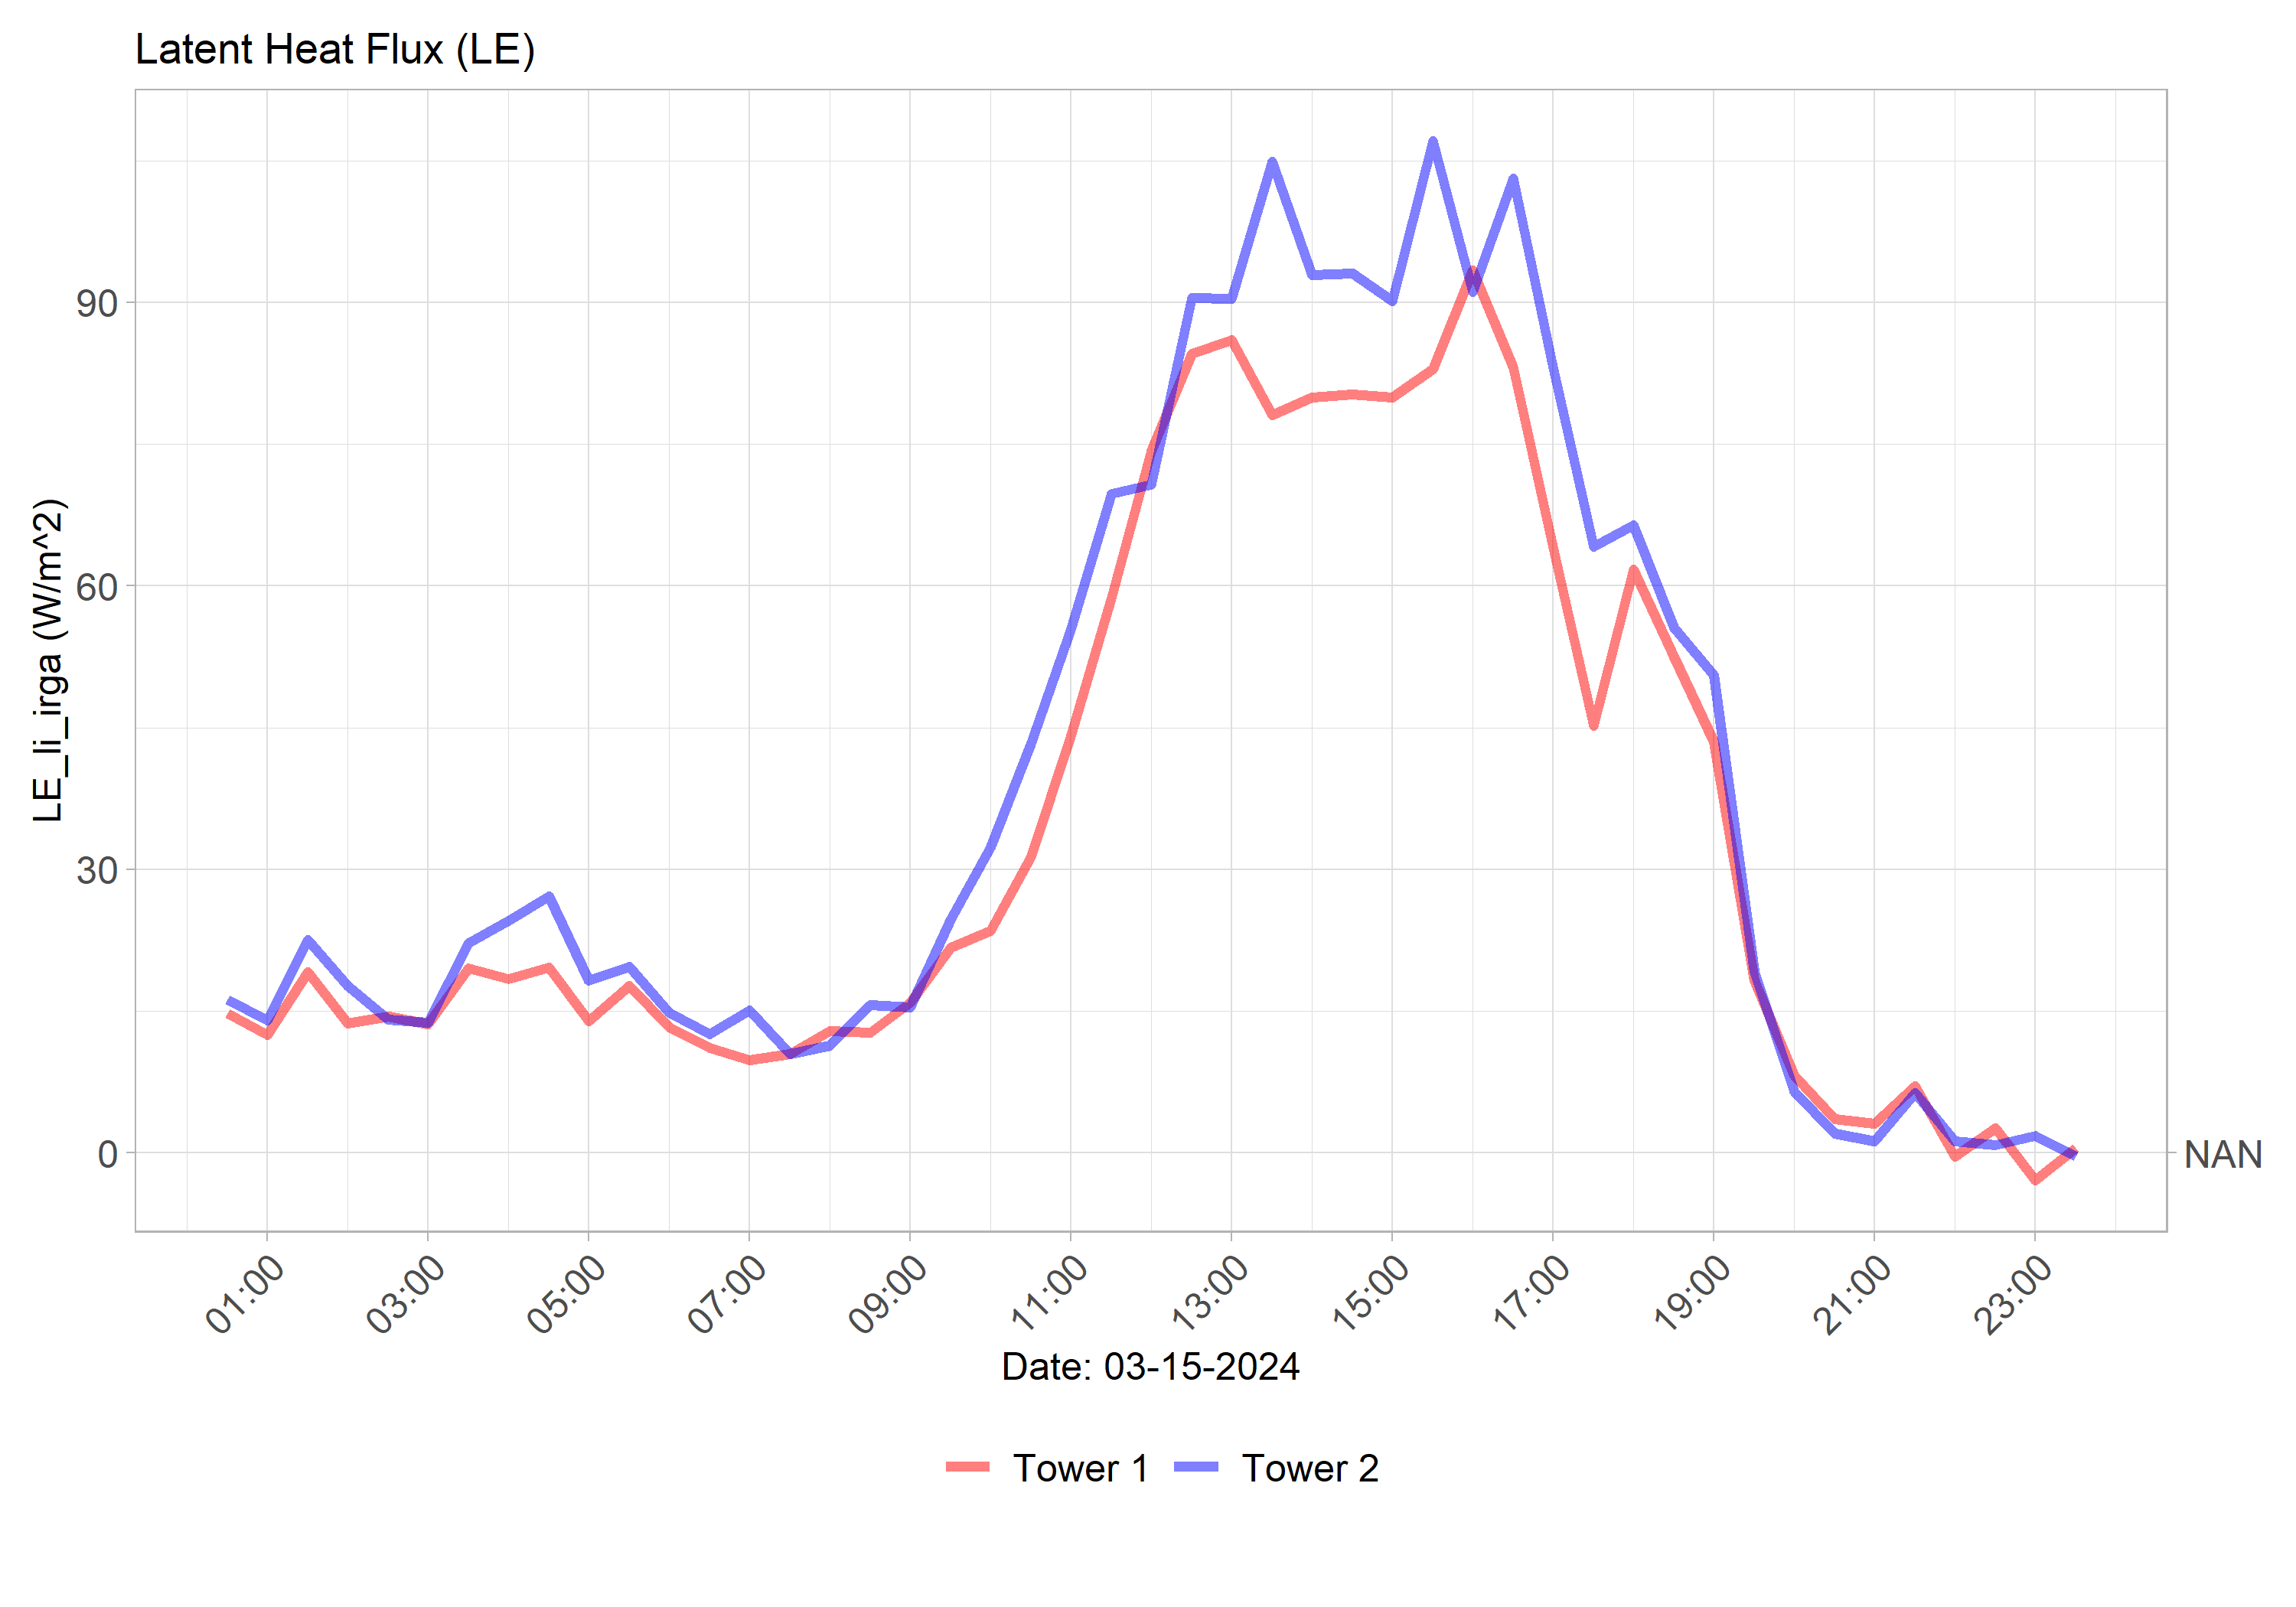 Latent Heat Flux (LE)
LE_li_irga (W/m^2)
90
60
30
0
NAN
01:00
03:00
05:00
07:00
09:00
11:00
13:00
15:00
17:00
19:00
21:00
23:00
Date: 03-15-2024
Tower 1
Tower 2